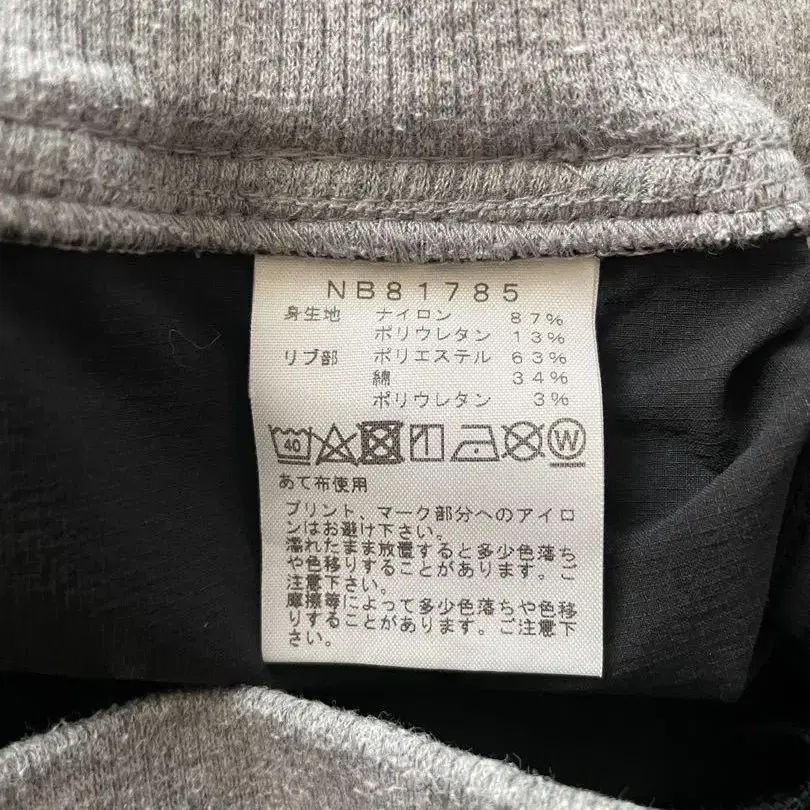 NB81785
身生地 ナイロン 87%
ポリウレタン 13%
リブ部 ポリエステル 63%
綿 34%
ポリウレタン 3%
40 W
あて布使用
プリント、マーク部分へのアイロ
ンはお避け下さい。
濡れたまま放置すると多少色落ち
や色移りすることがあります。ご
注意下さい。
摩擦等によって多少色落ちや色移
りすることがあります。ご注意下
さい。